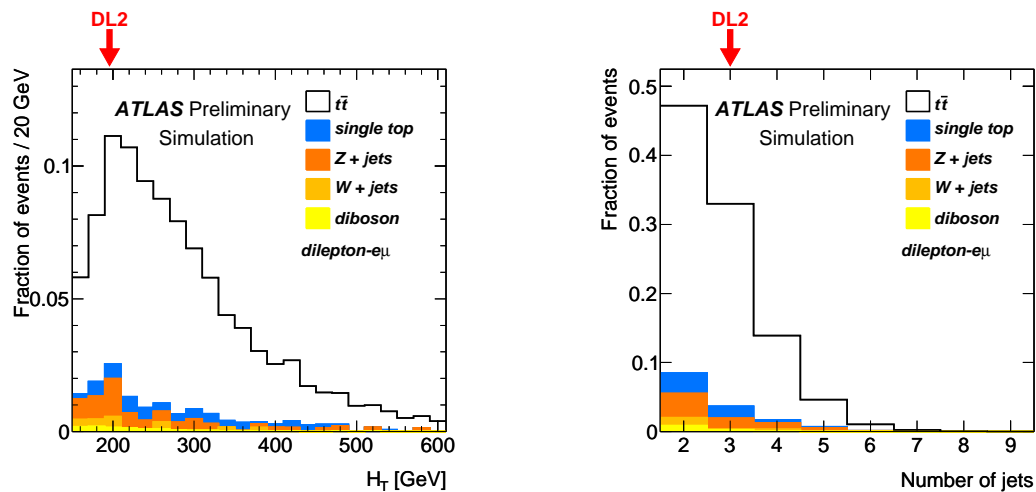 DL2
Fraction of events / 20 GeV
0.1
0.05
0
ATLAS Preliminary
Simulation
tt̄
single top
Z + jets
W + jets
diboson
dilepton-eμ
200 300 400 500 600
H_T [GeV]
DL2
Fraction of events
0.5
0.4
0.3
0.2
0.1
0
ATLAS Preliminary
Simulation
tt̄
single top
Z + jets
W + jets
diboson
dilepton-eμ
2 3 4 5 6 7 8 9
Number of jets